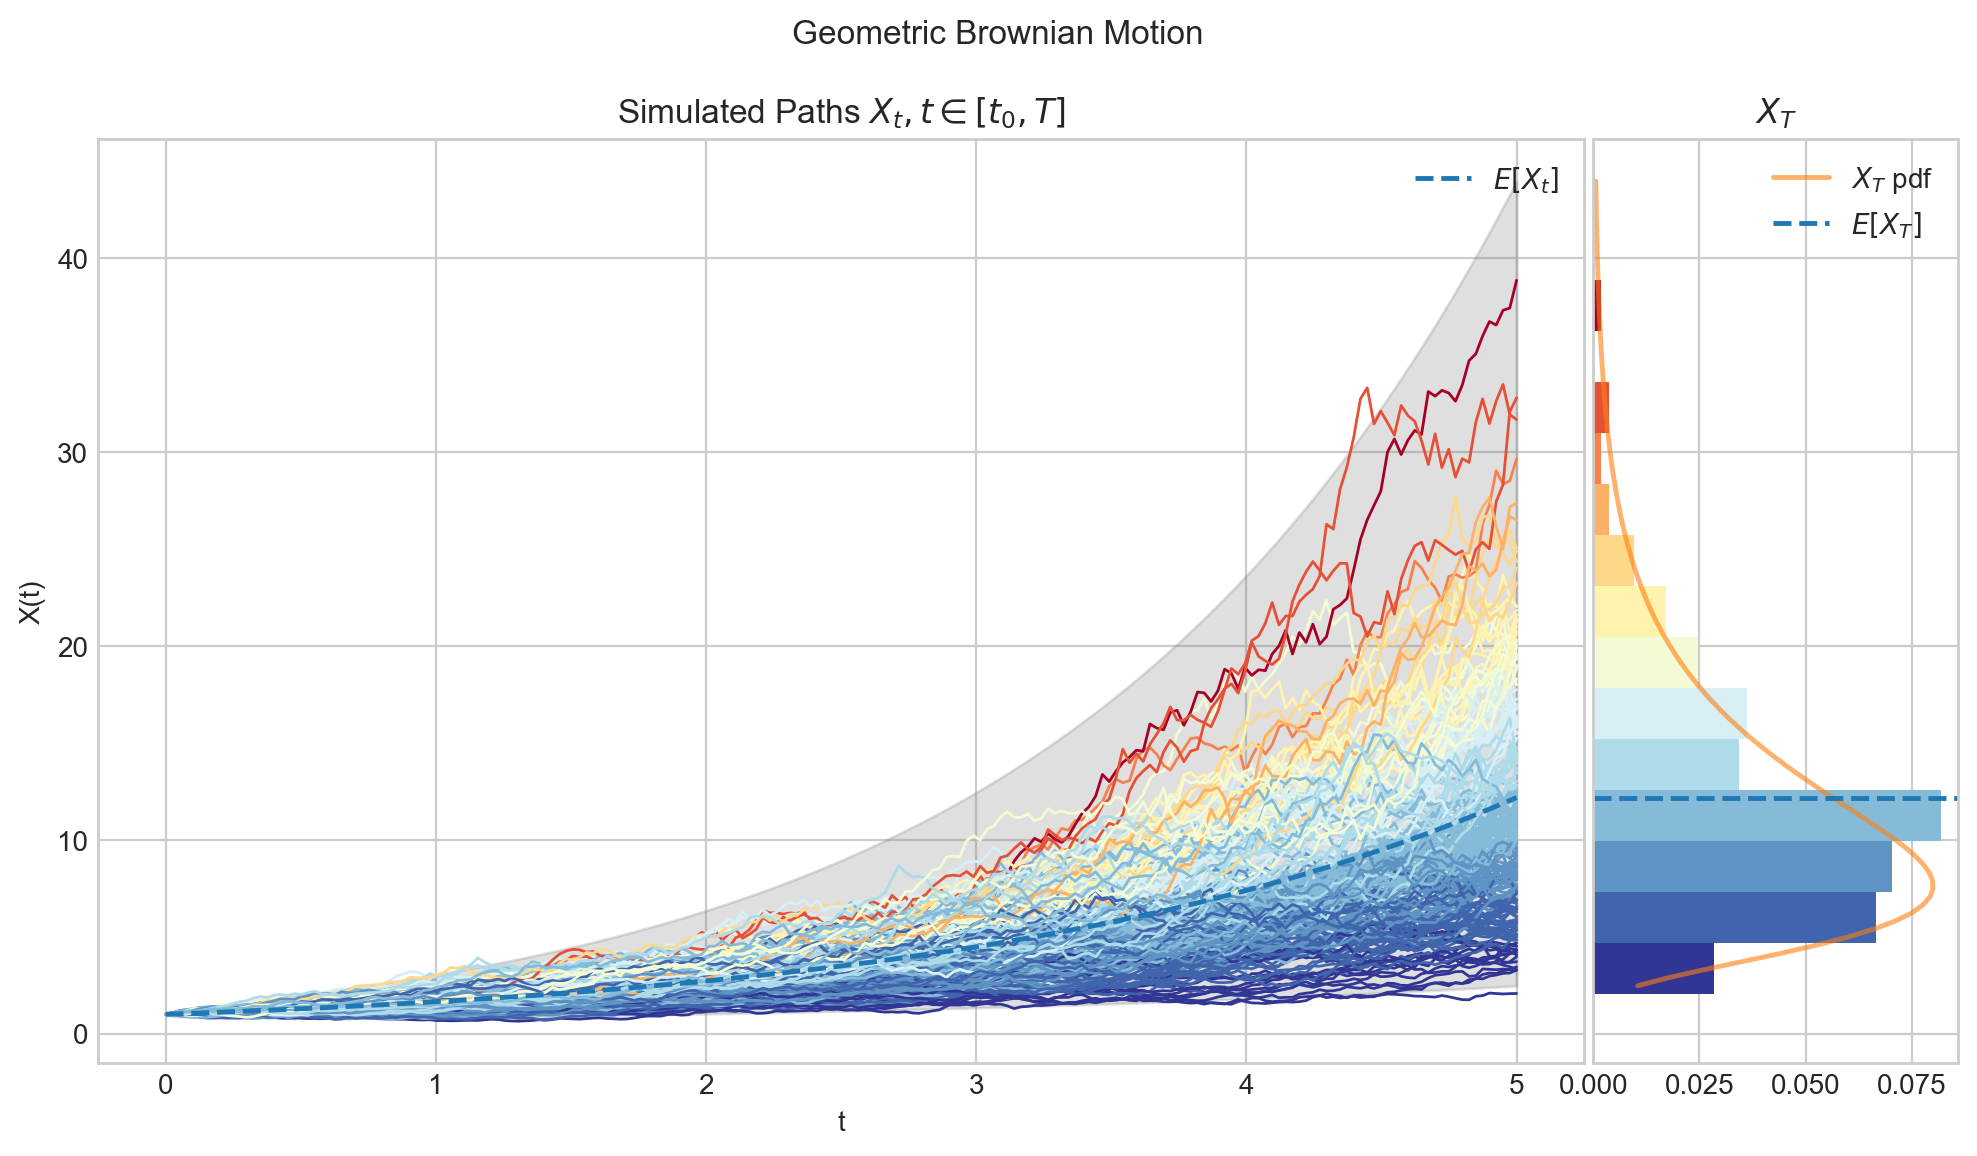 Geometric Brownian Motion
Simulated Paths $X_t, t \in [t_0, T]$
$X_T$
$E[X_t]$
$X_T$ pdf
$E[X_T]$
X(t)
40
30
20
10
0
0 1 2 3 4 5
0.000 0.025 0.050 0.075
t